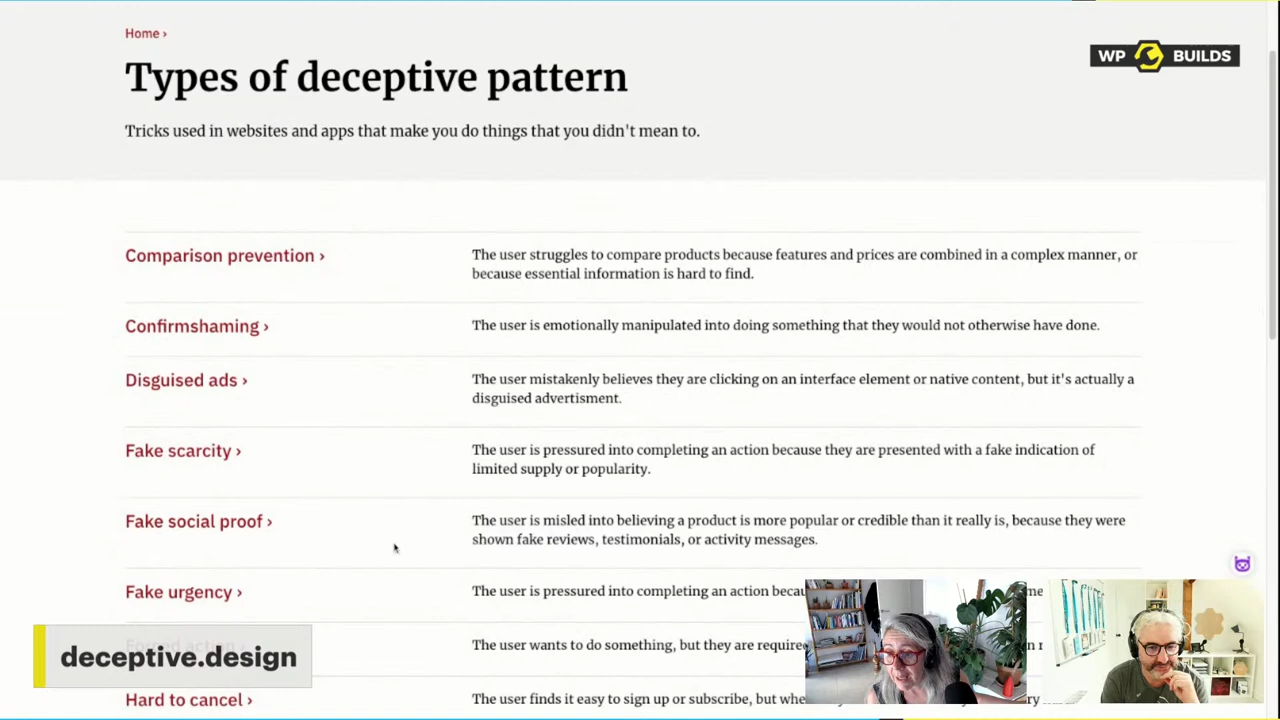 Home ›
WP BUILDS
Types of deceptive pattern
Tricks used in websites and apps that make you do things that you didn't mean to.
Comparison prevention ›
The user struggles to compare products because features and prices are combined in a complex manner, or
because essential information is hard to find.
Confirmshaming ›
The user is emotionally manipulated into doing something that they would not otherwise have done.
Disguised ads ›
The user mistakenly believes they are clicking on an interface element or native content, but it's actually a
disguised advertisment.
Fake scarcity ›
The user is pressured into completing an action because they are presented with a fake indication of
limited supply or popularity.
Fake social proof ›
The user is misled into believing a product is more popular or credible than it really is, because they were
shown fake reviews, testimonials, or activity messages.
Fake urgency ›
The user is pressured into completing an action
The user wants to do something, but they are
deceptive.design
Hard to cancel ›
The user finds it easy to sign up or subscribe, but